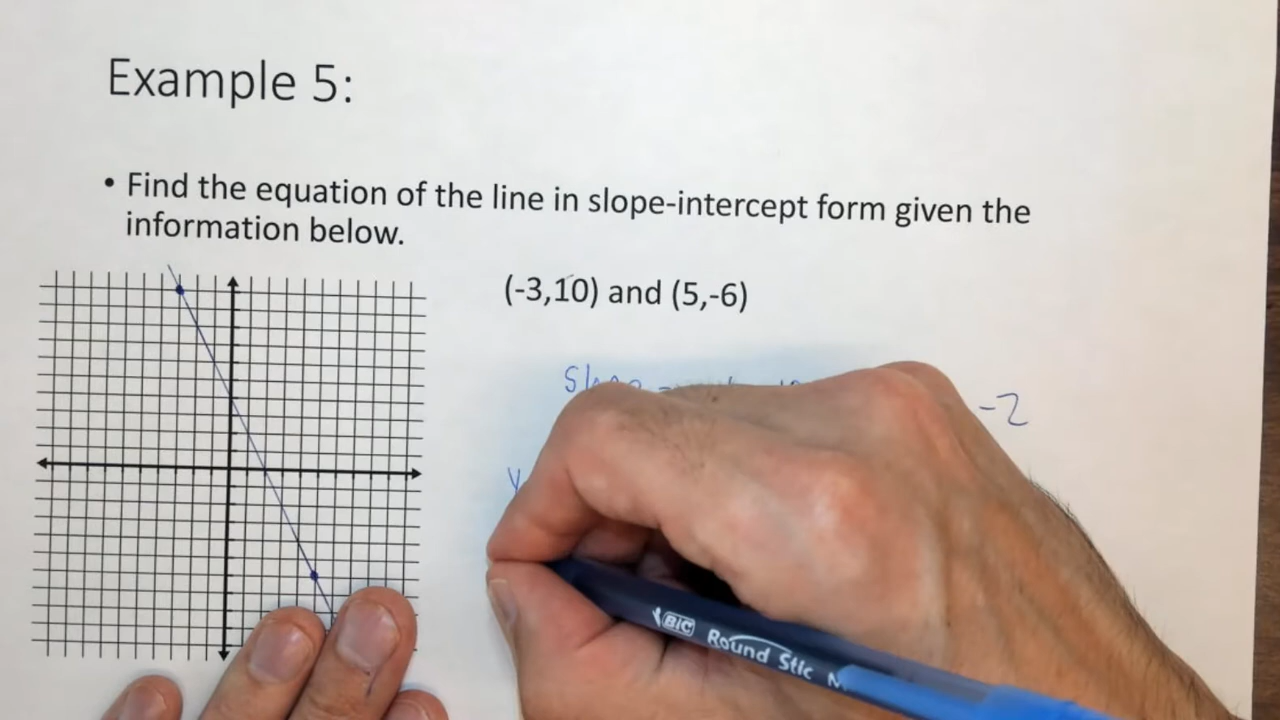 Example 5:
• Find the equation of the line in slope-intercept form given the
information below.
(-3,10) and (5,-6)
-2
y
BIC Round Stic M